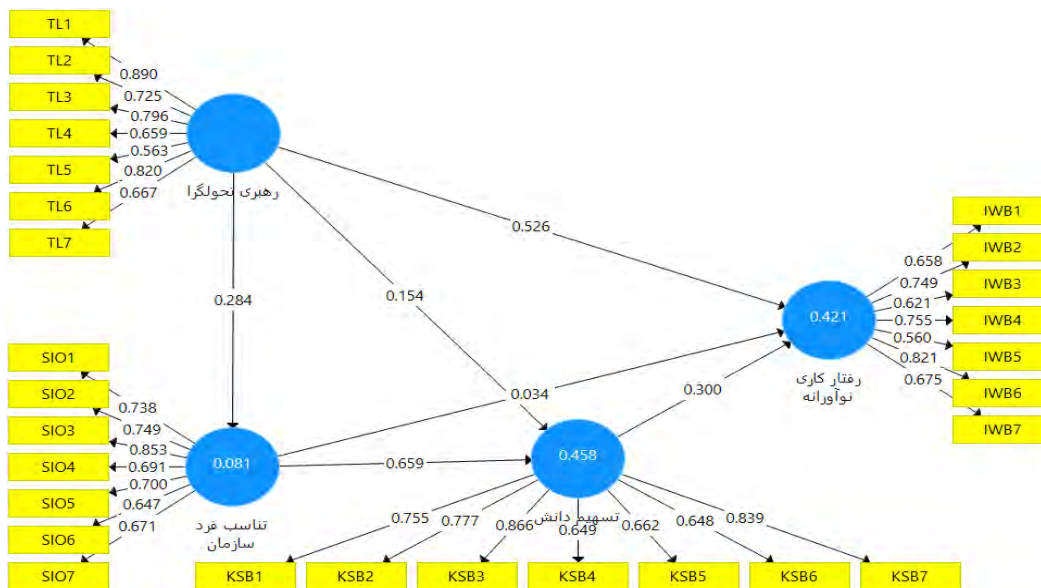 TL1
TL2
TL3
TL4
TL5
TL6
TL7
0.890
0.725
0.796
0.659
0.563
0.820
0.667
رهبری تحولگرا
0.526
0.284
0.154
IWB1
IWB2
IWB3
IWB4
IWB5
IWB6
IWB7
0.658
0.749
0.621
0.755
0.560
0.821
0.675
0.421
رفتار کاری
نوآورانه
SIO1
SIO2
SIO3
SIO4
SIO5
SIO6
SIO7
0.738
0.749
0.853
0.691
0.700
0.647
0.671
0.081
تناسب فرد
سازمان
0.034
0.300
0.659
0.458
تسهیم دانش
0.755
0.777
0.866
0.649
0.662
0.648
0.839
KSB1
KSB2
KSB3
KSB4
KSB5
KSB6
KSB7